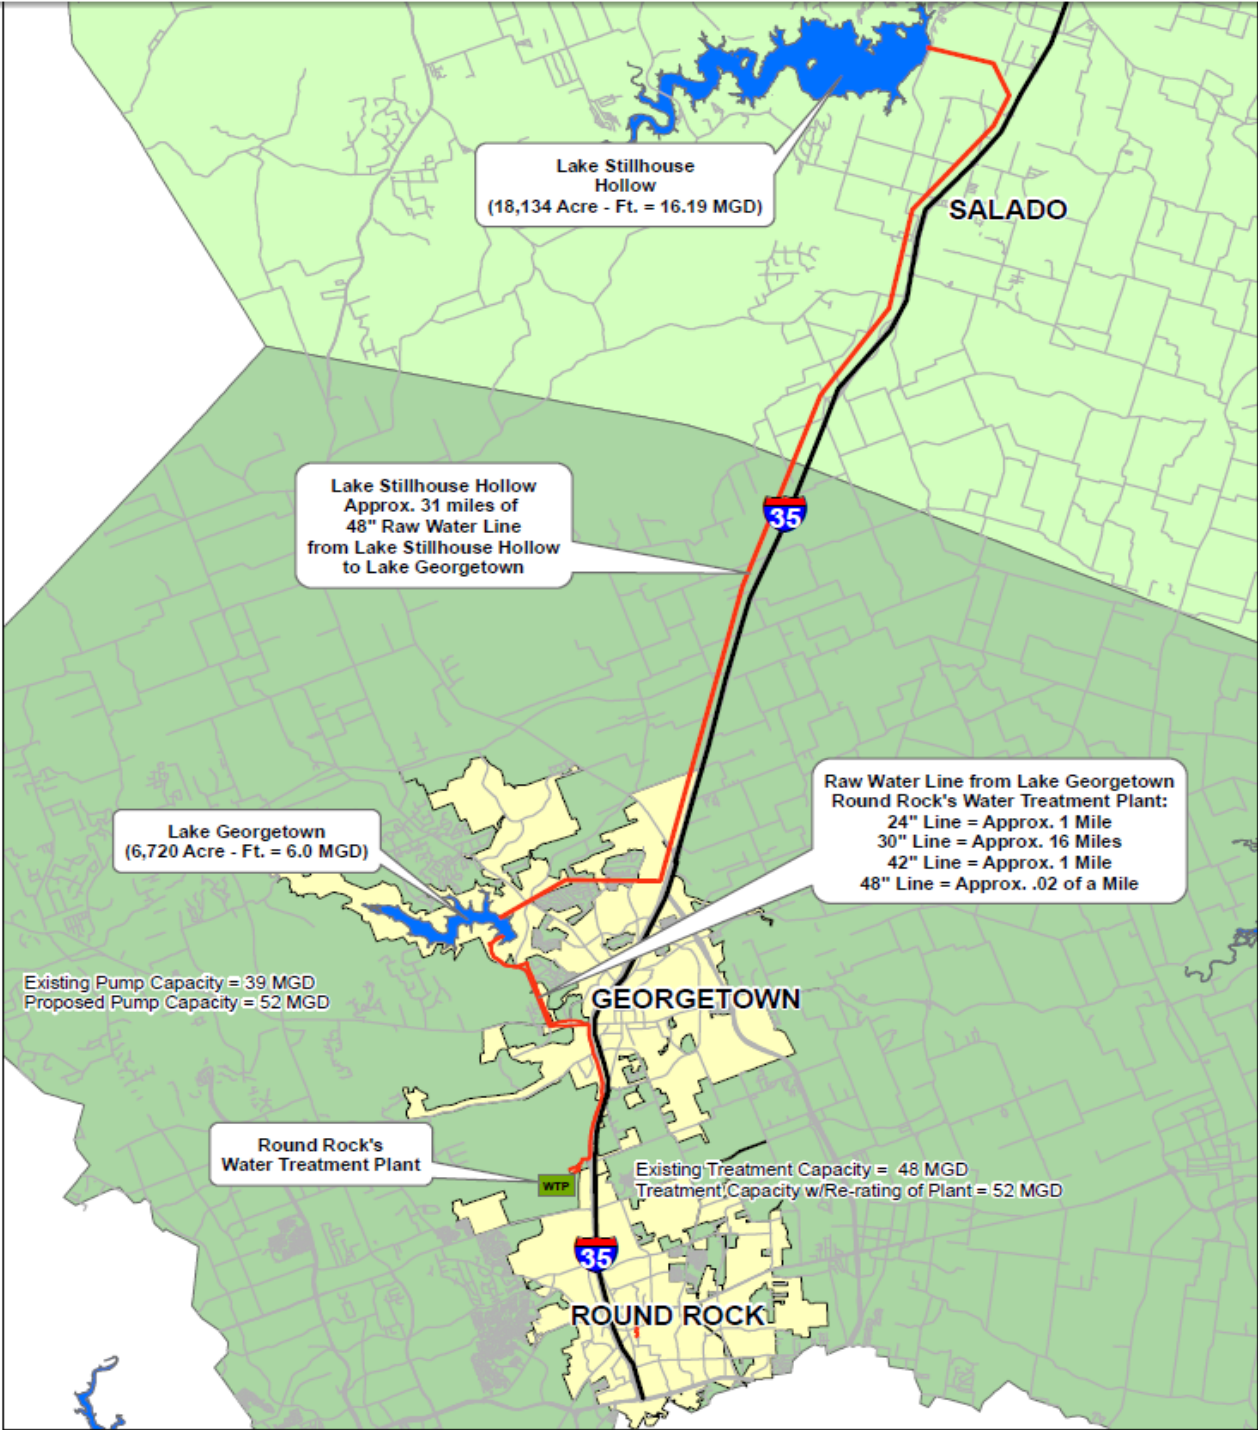 Lake Stillhouse
Hollow
(18,134 Acre - Ft. = 16.19 MGD)
SALADO
Lake Stillhouse Hollow
Approx. 31 miles of
48" Raw Water Line
from Lake Stillhouse Hollow
to Lake Georgetown
35
Raw Water Line from Lake Georgetown
Round Rock's Water Treatment Plant:
24" Line = Approx. 1 Mile
30" Line = Approx. 16 Miles
42" Line = Approx. 1 Mile
48" Line = Approx. .02 of a Mile
Lake Georgetown
(6,720 Acre - Ft. = 6.0 MGD)
Existing Pump Capacity = 39 MGD
Proposed Pump Capacity = 52 MGD
GEORGETOWN
Round Rock's
Water Treatment Plant
WTP
Existing Treatment Capacity = 48 MGD
Treatment Capacity w/Re-rating of Plant = 52 MGD
35
ROUND ROCK